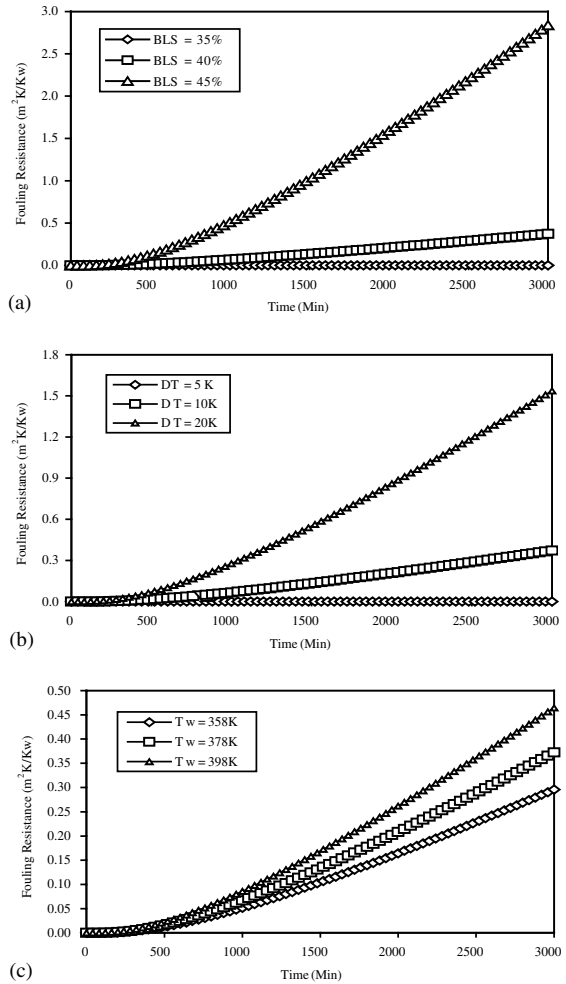 3.0
BLS = 35%
BLS = 40%
BLS = 45%
2.5
2.0
1.5
1.0
0.5
0.0
Fouling Resistance (m²K/Kw)
0 500 1000 1500 2000 2500 3000
Time (Min)
(a)
1.8
DT = 5 K
D T = 10K
D T = 20K
1.5
1.2
0.9
0.6
0.3
0.0
Fouling Resistance (m²K/Kw)
0 500 1000 1500 2000 2500 3000
Time (Min)
(b)
0.50
T w = 358K
T w = 378K
T w = 398K
0.45
0.40
0.35
0.30
0.25
0.20
0.15
0.10
0.05
0.00
Fouling Resistance (m²K/Kw)
0 500 1000 1500 2000 2500 3000
Time (Min)
(c)